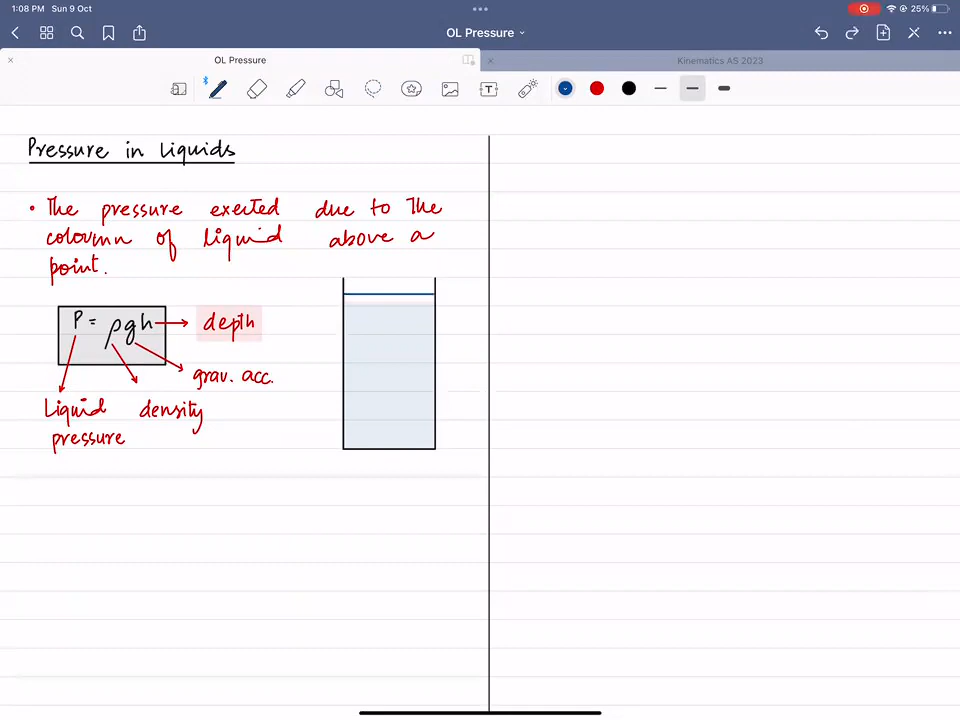 1:08 PM Sun 9 Oct
25%
OL Pressure
OL Pressure
Kinematics AS 2023
T
Pressure in Liquids
• The pressure exerted due to the
coloumn of liquid above a
point.
P = ρgh → depth
grav. acc.
Liquid density
pressure